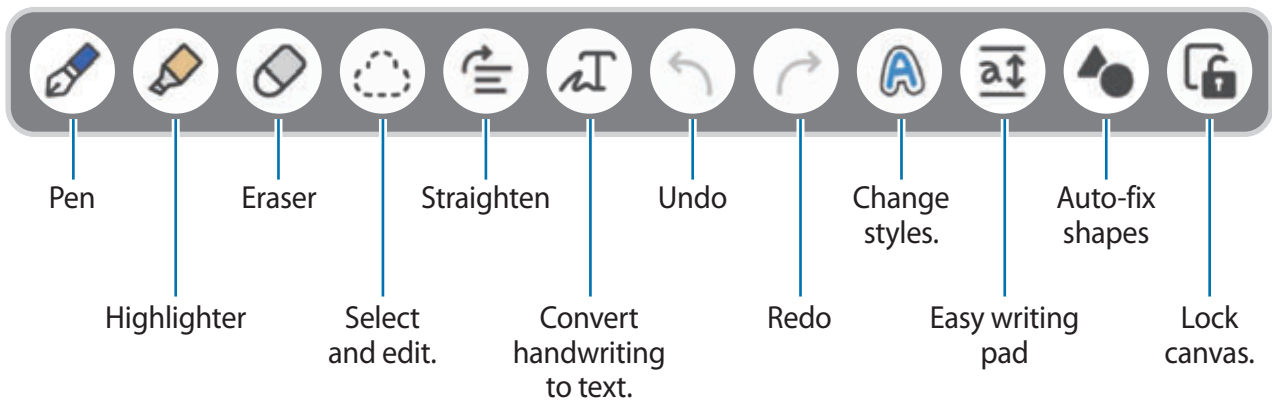 Pen
Eraser
Straighten
Undo
Change
styles.
Auto-fix
shapes
Highlighter
Select
and edit.
Convert
handwriting
to text.
Redo
Easy writing
pad
Lock
canvas.